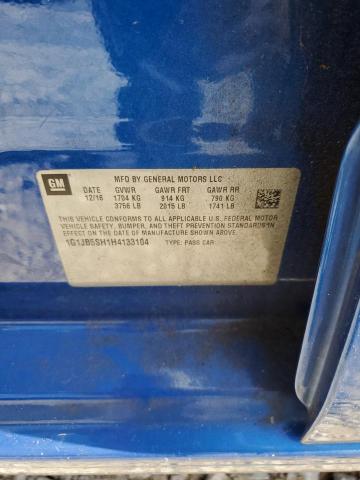 GM
MFD BY GENERAL MOTORS LLC
DATE GVWR GAWR FRT GAWR RR
12/16 1704 KG 914 KG 790 KG
3756 LB 2015 LB 1741 LB
THIS VEHICLE CONFORMS TO ALL APPLICABLE U.S. FEDERAL MOTOR
VEHICLE SAFETY, BUMPER, AND THEFT PREVENTION STANDARDS IN
EFFECT ON THE DATE OF MANUFACTURE SHOWN ABOVE.
1G1JB5SH1H4133104 TYPE: PASS CAR